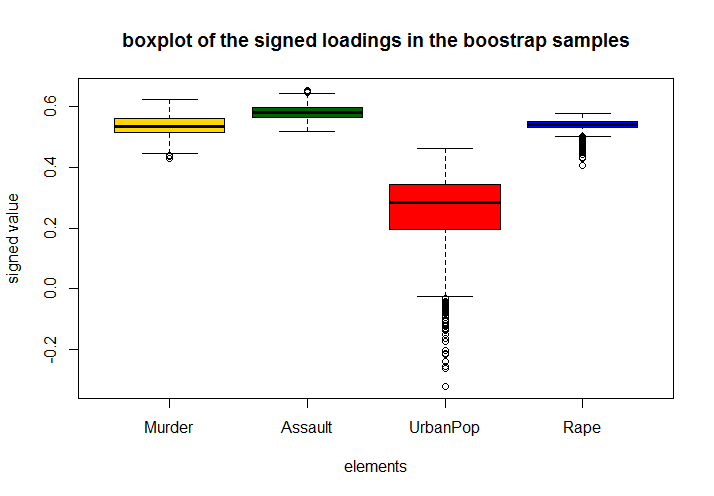 boxplot of the signed loadings in the boostrap samples
signed value
0.6
0.4
0.2
0.0
-0.2
Murder
Assault
UrbanPop
Rape
elements